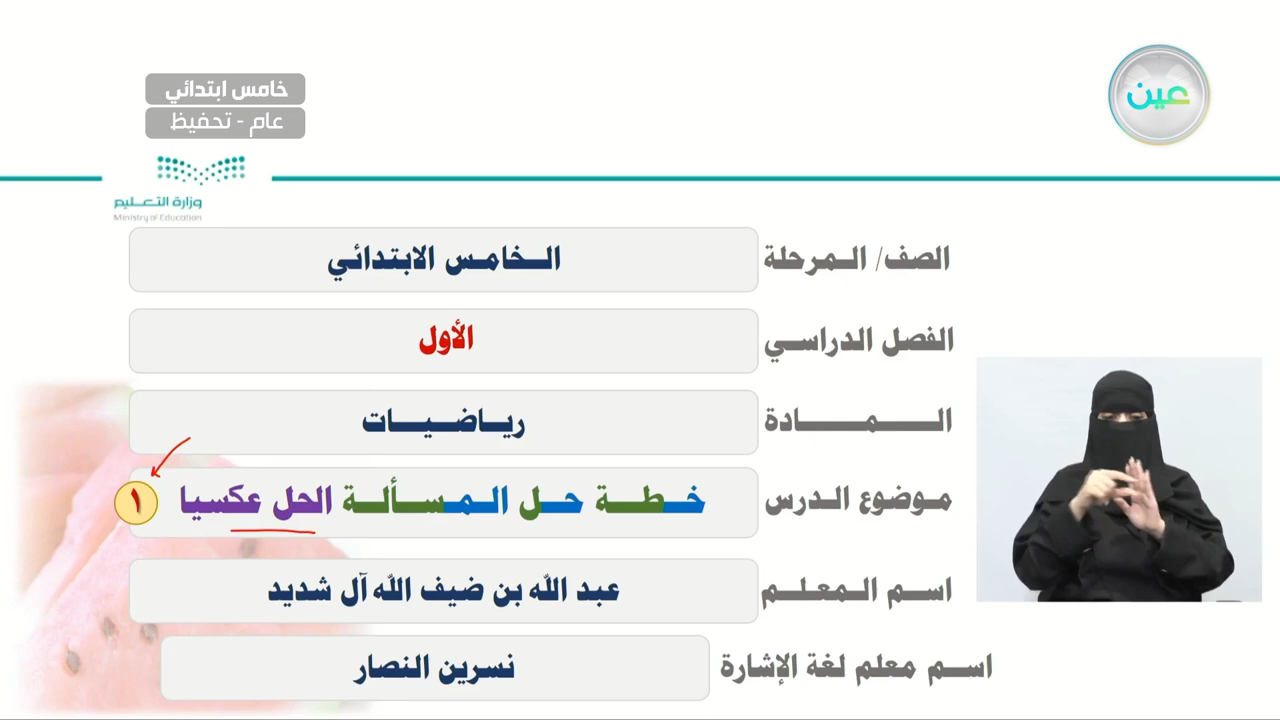 خامس ابتدائي
عام - تحفيظ
عين
وزارة التعليم
Ministry of Education
الصف/ المرحلة
الخامس الابتدائي
الفصل الدراسي
الأول
المادة
رياضيات
موضوع الدرس
خطة حل المسألة الحل عكسيا ١
اسم المعلم
عبد الله بن ضيف الله آل شديد
اسم معلم لغة الإشارة
نسرين النصار